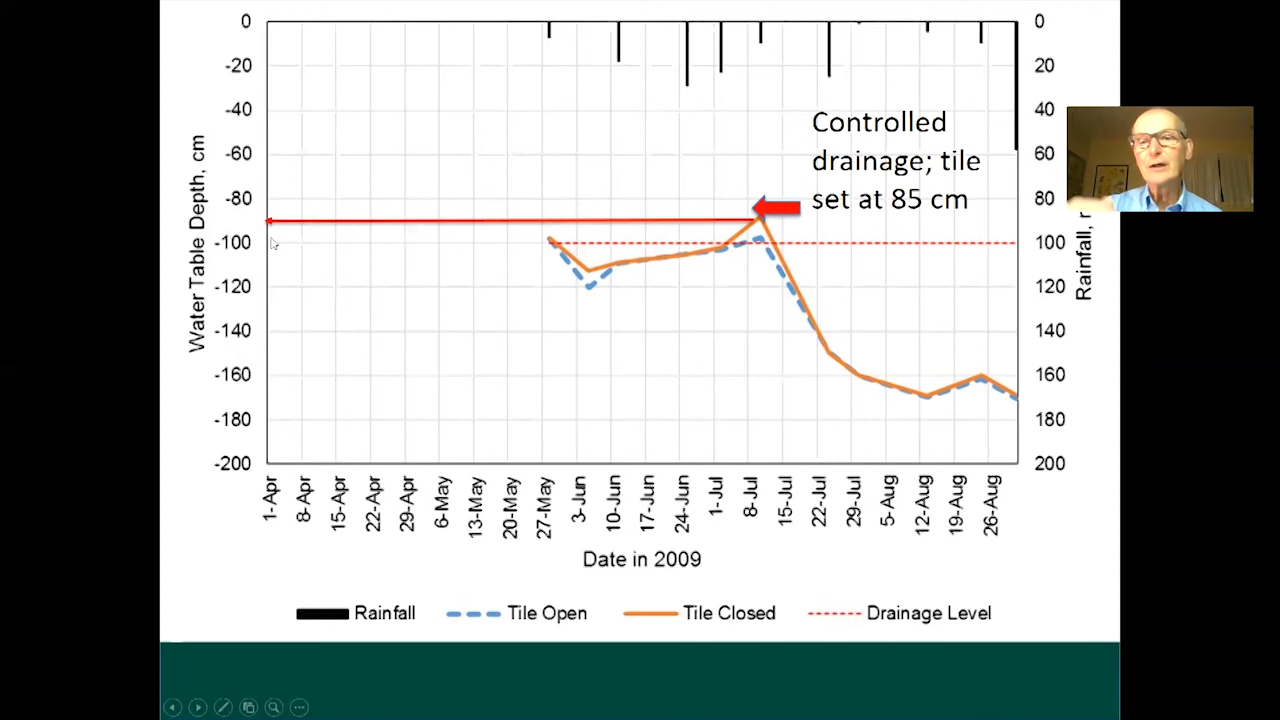 0
-20
-40
-60
-80
-100
-120
-140
-160
-180
-200
Water Table Depth, cm
0
20
40
60
80
100
120
140
160
180
200
Rainfall,
Controlled
drainage; tile
set at 85 cm
1-Apr
8-Apr
15-Apr
22-Apr
29-Apr
6-May
13-May
20-May
27-May
3-Jun
10-Jun
17-Jun
24-Jun
1-Jul
8-Jul
15-Jul
22-Jul
29-Jul
5-Aug
12-Aug
19-Aug
26-Aug
Date in 2009
Rainfall
Tile Open
Tile Closed
Drainage Level